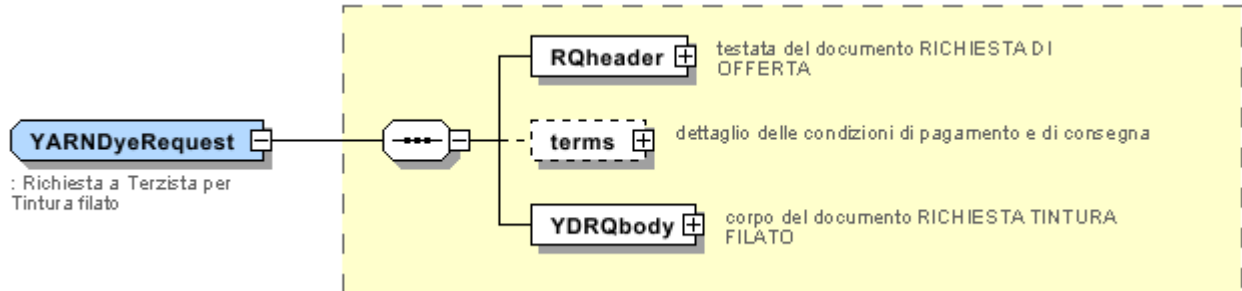 RQheader
testata del documento RICHIESTA DI
OFFERTA
YARNDyeRequest
: Richiesta a Terzista per
Tintura filato
terms
dettaglio delle condizioni di pagamento e di consegna
YDRQbody
corpo del documento RICHIESTA TINTURA
FILATO